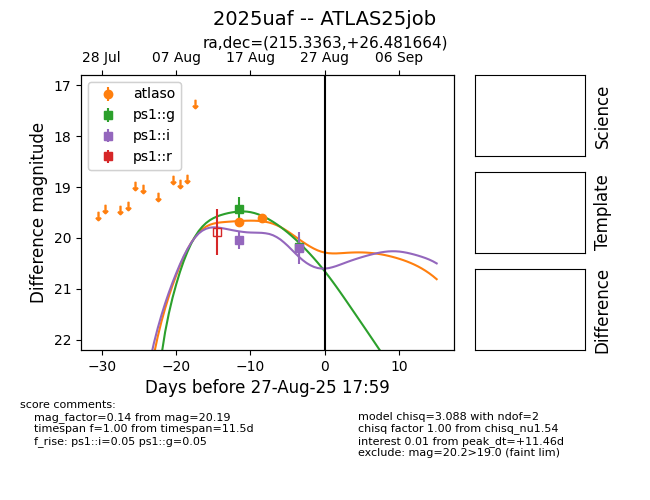 2025uaf -- ATLAS25job
ra,dec=(215.3363,+26.481664)
28 Jul 07 Aug 17 Aug 27 Aug 06 Sep
17
18
19
20
21
22
Difference magnitude
atlaso
ps1::g
ps1::i
ps1::r
−30 −20 −10 0 10
Days before 27-Aug-25 17:59
Science
Template
Difference
score comments:
mag_factor=0.14 from mag=20.19
timespan f=1.00 from timespan=11.5d
f_rise: ps1::i=0.05 ps1::g=0.05
model chisq=3.088 with ndof=2
chisq factor 1.00 from chisq_nu1.54
interest 0.01 from peak_dt=+11.46d
exclude: mag=20.2>19.0 (faint lim)